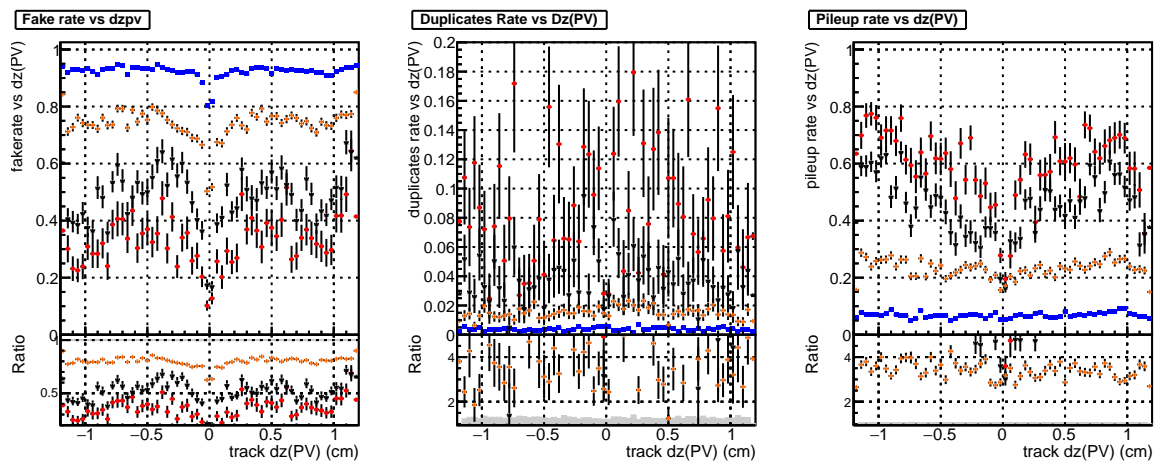 Fake rate vs dzpv
fakerate vs dz(PV)
1
0.8
0.6
0.4
0.2
0
Ratio
0.5
−1 −0.5 0 0.5 1
track dz(PV) (cm)
Duplicates Rate vs Dz(PV)
duplicates rate vs dz(PV)
0.2
0.18
0.16
0.14
0.12
0.1
0.08
0.06
0.04
0.02
0
Ratio
4
2
−1 −0.5 0 0.5 1
track dz(PV) (cm)
Pileup rate vs dz(PV)
pileup rate vs dz(PV)
1
0.8
0.6
0.4
0.2
0
Ratio
4
2
−1 −0.5 0 0.5 1
track dz(PV) (cm)